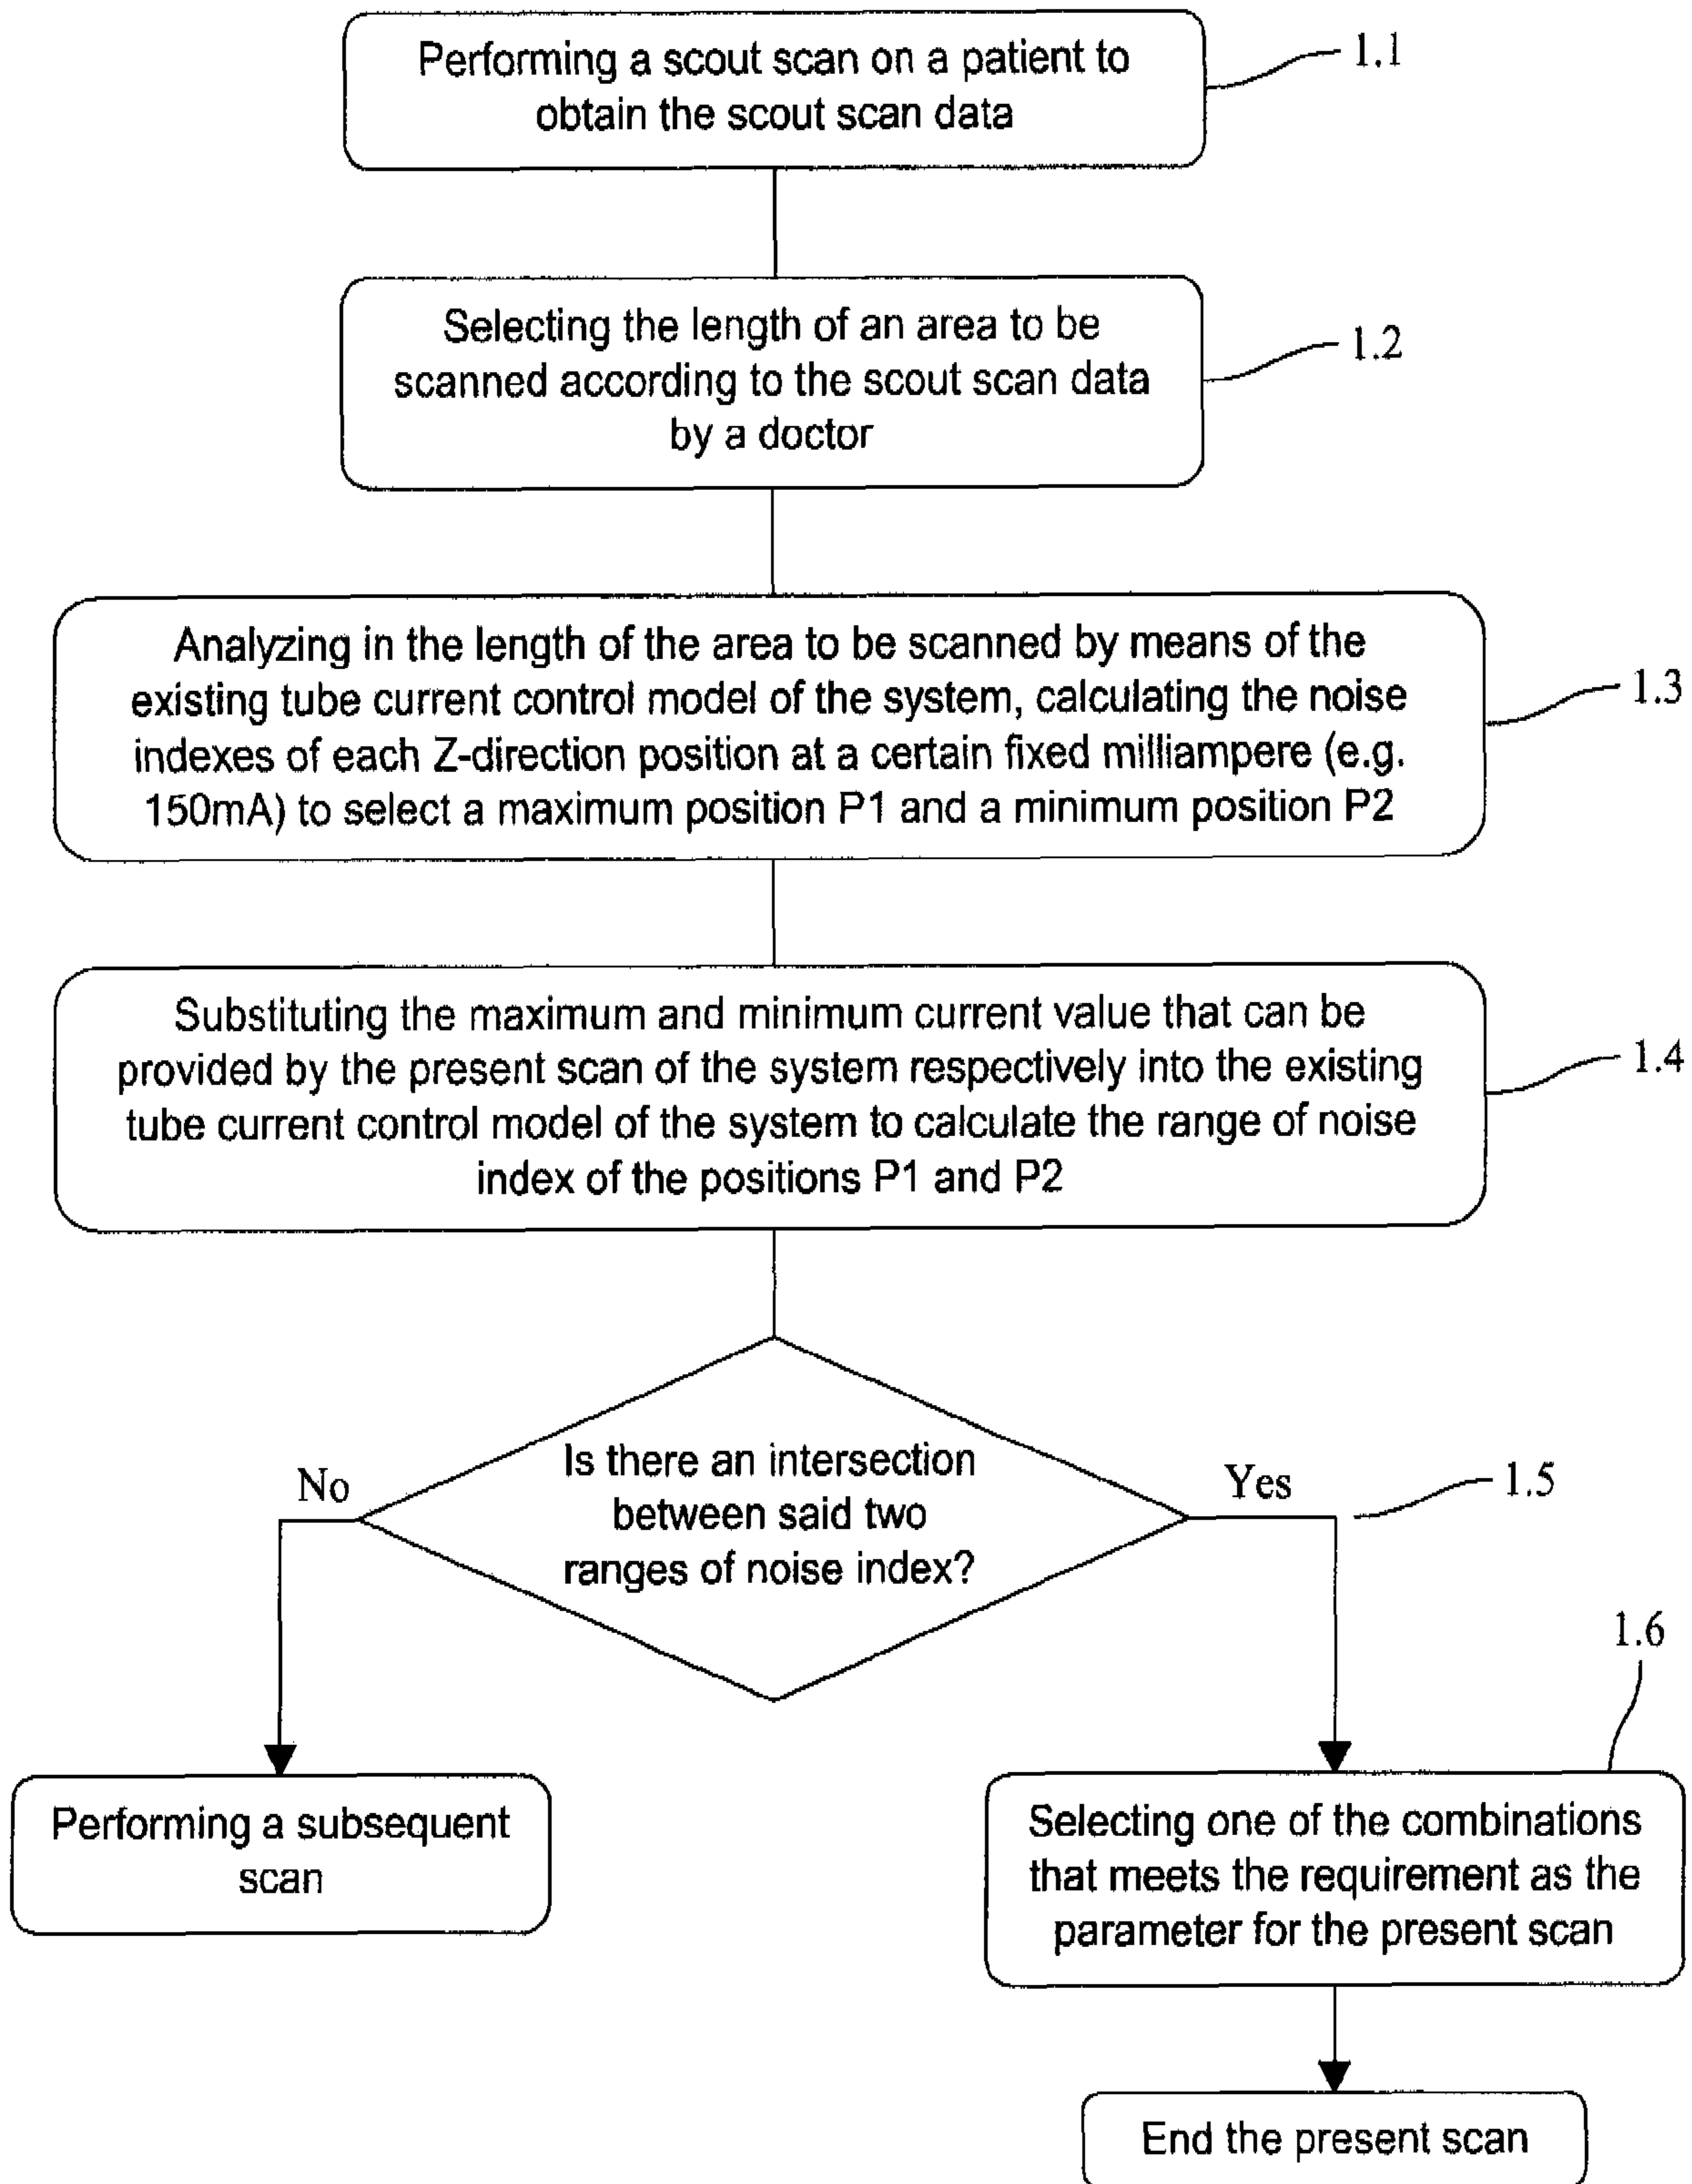 Performing a scout scan on a patient to
obtain the scout scan data
1.1
Selecting the length of an area to be
scanned according to the scout scan data
by a doctor
1.2
Analyzing in the length of the area to be scanned by means of the
existing tube current control model of the system, calculating the noise
indexes of each Z-direction position at a certain fixed milliampere (e.g.
150mA) to select a maximum position P1 and a minimum position P2
1.3
Substituting the maximum and minimum current value that can be
provided by the present scan of the system respectively into the existing
tube current control model of the system to calculate the range of noise
index of the positions P1 and P2
1.4
Is there an intersection
between said two
ranges of noise index?
No
Yes
1.5
1.6
Performing a subsequent
scan
Selecting one of the combinations
that meets the requirement as the
parameter for the present scan
End the present scan